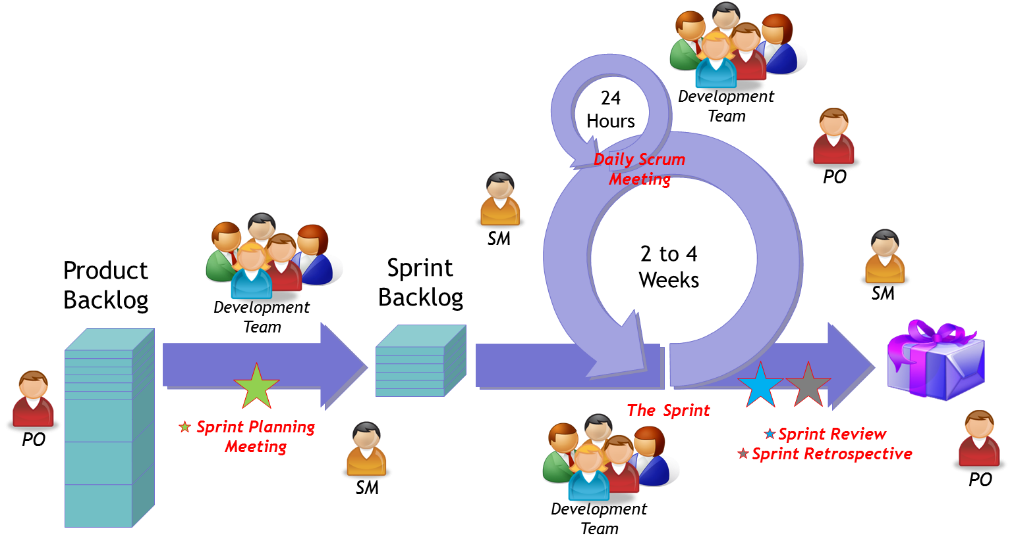 24
Hours
Development
Team
Daily Scrum
Meeting
PO
SM
2 to 4
Weeks
SM
Product
Backlog
Development
Team
Sprint
Backlog
PO
Sprint Planning
Meeting
SM
The Sprint
Sprint Review
Sprint Retrospective
Development
Team
PO